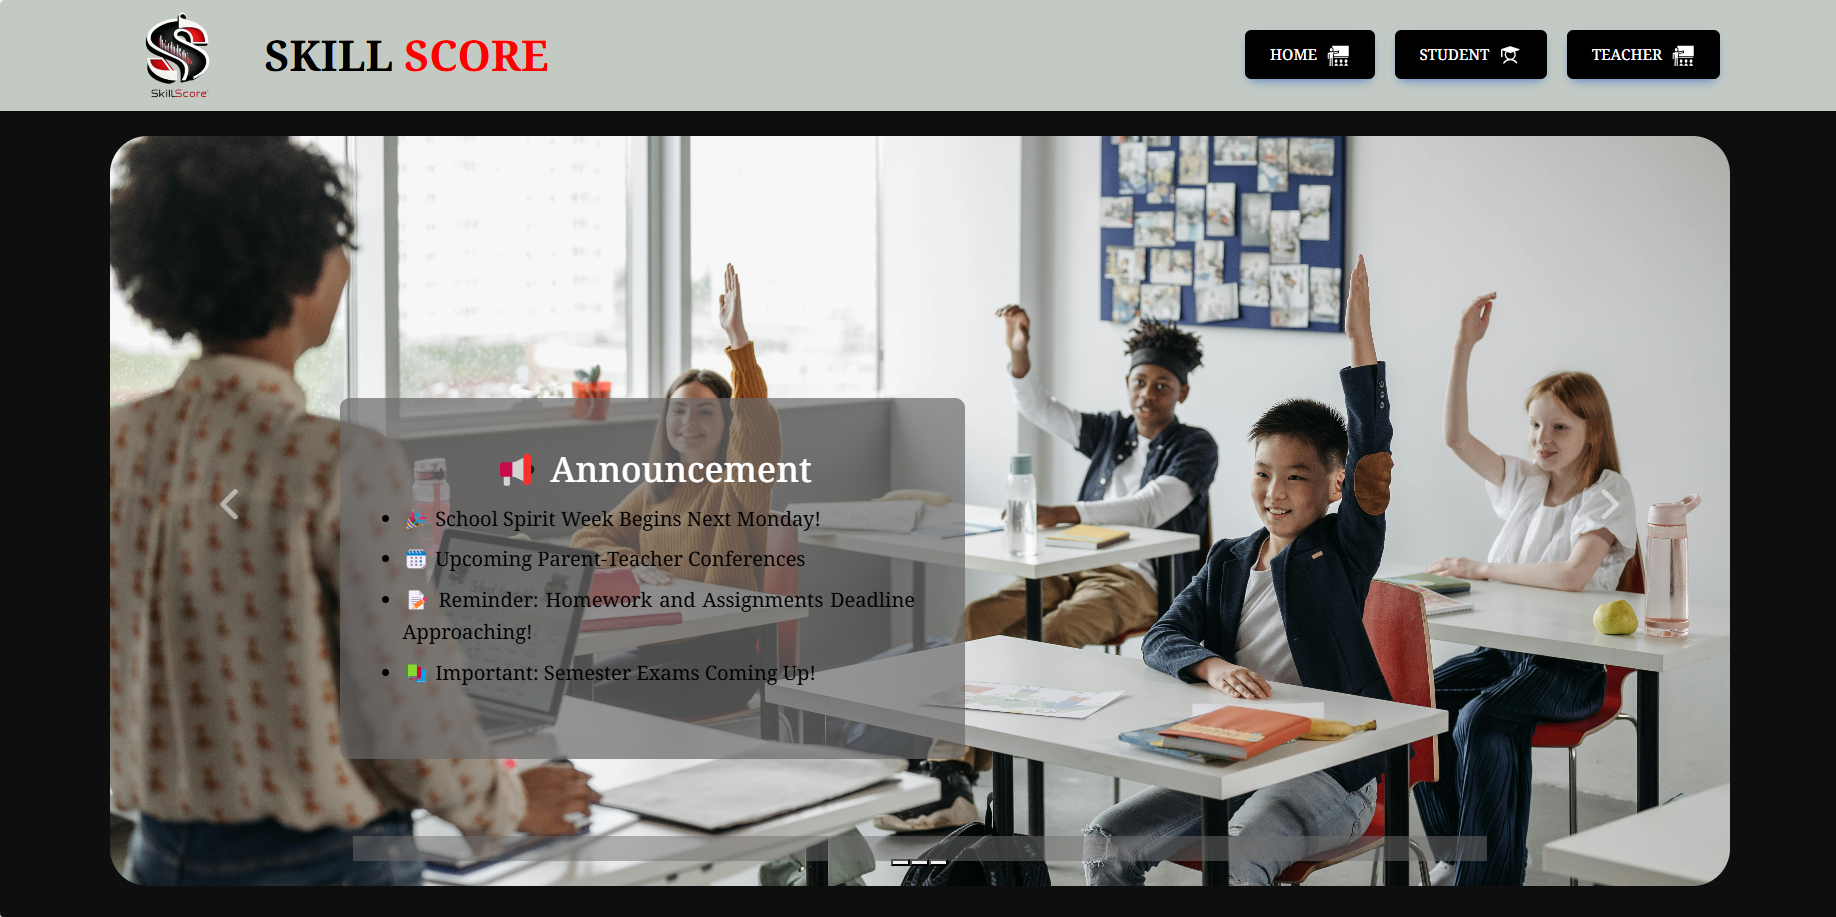 SkillScore
SKILL SCORE
HOME
STUDENT
TEACHER
Announcement
School Spirit Week Begins Next Monday!
Upcoming Parent-Teacher Conferences
Reminder: Homework and Assignments Deadline
Approaching!
Important: Semester Exams Coming Up!